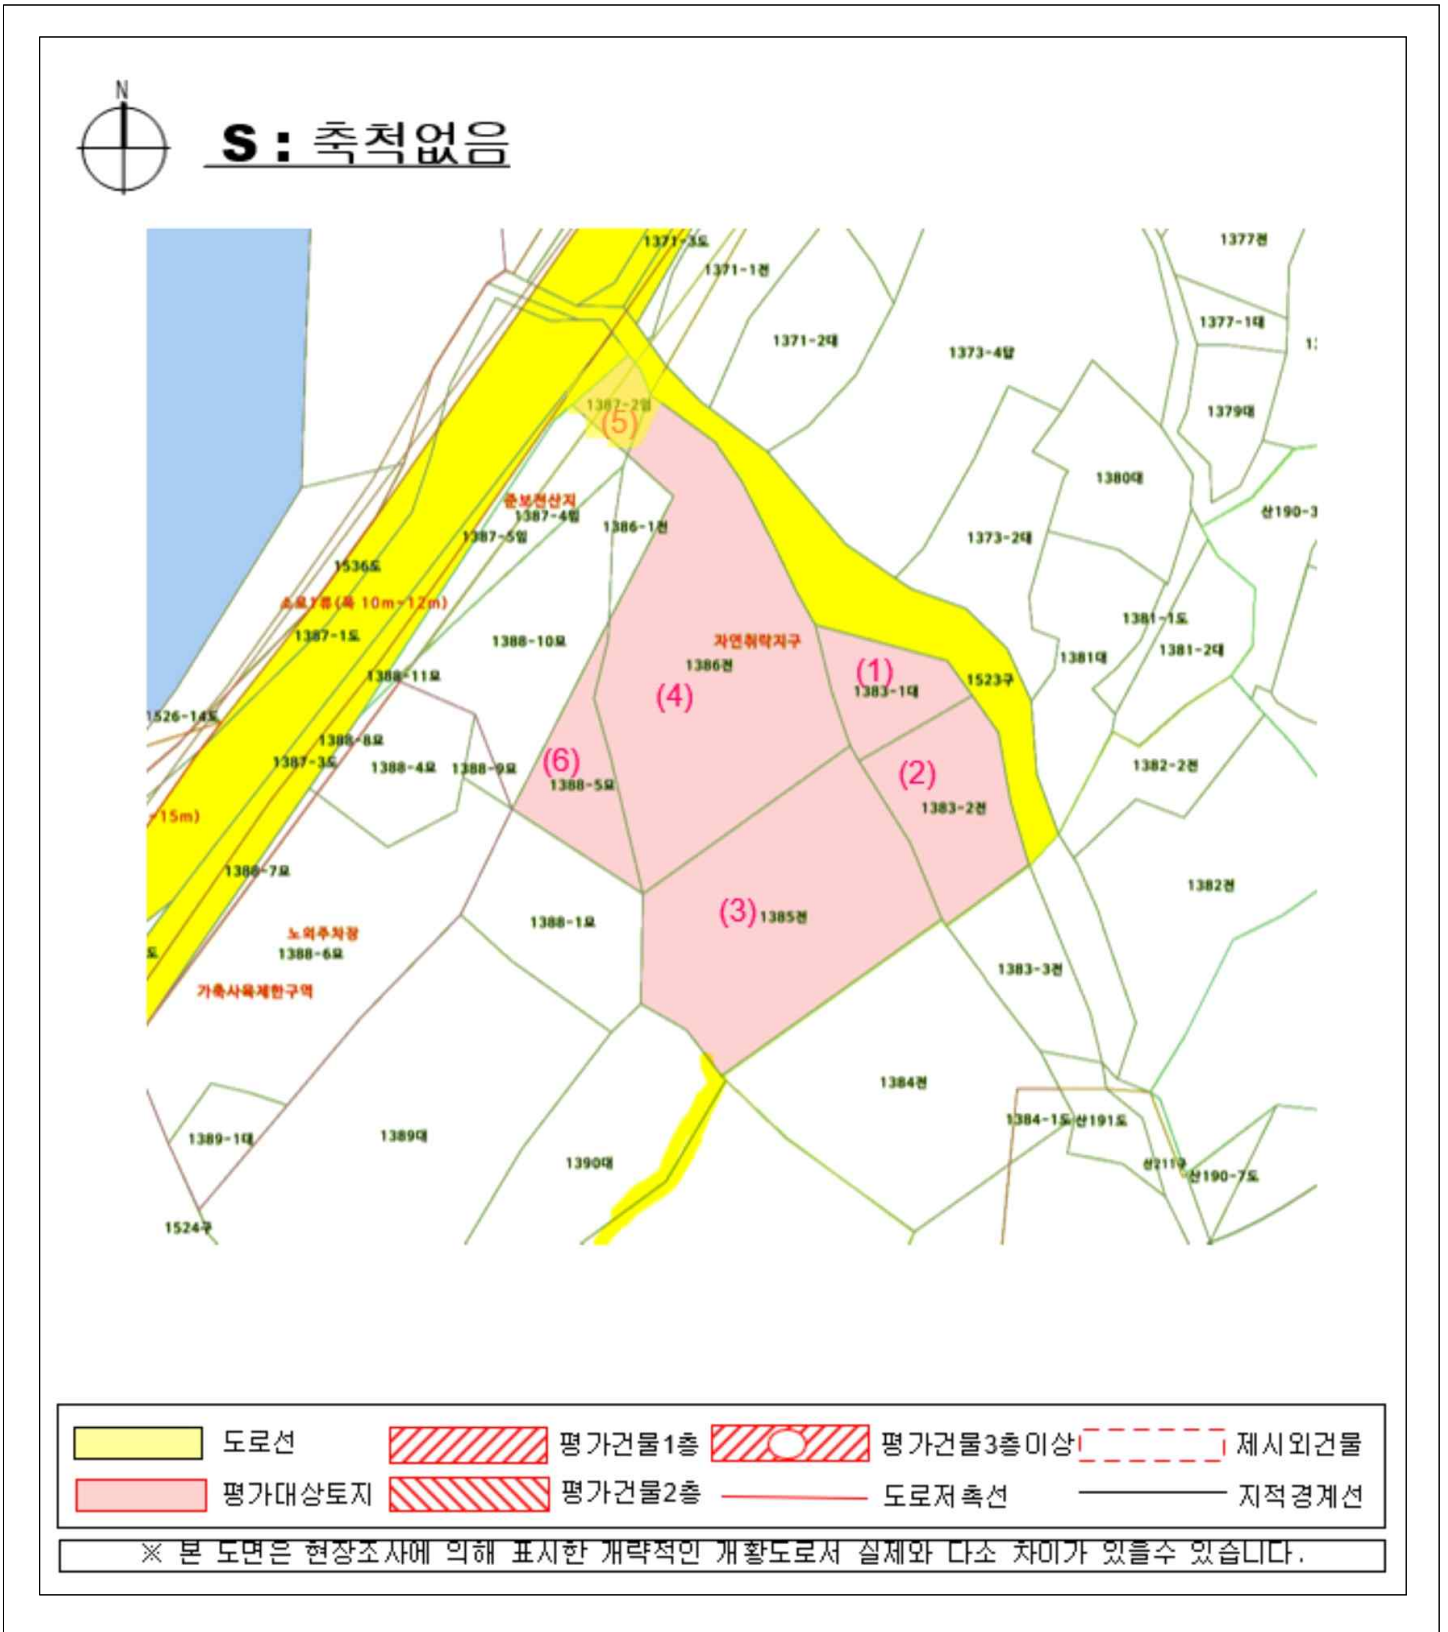 N
S : 축척없음
1371-3도
1377전
1371-1전
1377-1대
1371-2대
1373-4답
1387-2임
1379대
(5)
1380대
준보전산지
1387-4임
산190-3
1386-1전
1387-5임
1373-2대
1536도
소로1류(폭 10m-12m)
1381-1도
1387-1도
1388-10묘
자연취락지구
1381-2대
1386전
1381대
(1)
1388-11묘
1523구
1383-1대
(4)
1526-14도
1388-8묘
1387-3도
1388-4묘
1388-9묘
(6)
1382-2전
(2)
1388-5묘
1383-2전
-15m)
1388-7묘
1382전
(3)
1385전
1388-1묘
노외주차장
1388-6묘
도
1383-3전
가축사육제한구역
1384전
1384-1도
산191도
1389-1대
1389대
1390대
산211구
산190-7도
1524구
도로선
평가건물1층
평가건물3층이상
제시외건물
평가대상토지
평가건물2층
도로저촉선
지적경계선
※ 본 도면은 현장조사에 의해 표시한 개략적인 개황도로서 실제와 다소 차이가 있을수 있습니다.